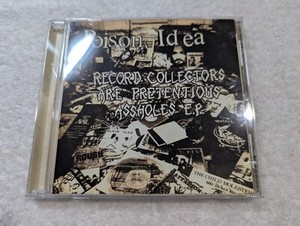 Poison Idea
RECORD COLLECTORS
ARE PRETENTIOUS
ASSHOLES E.P.